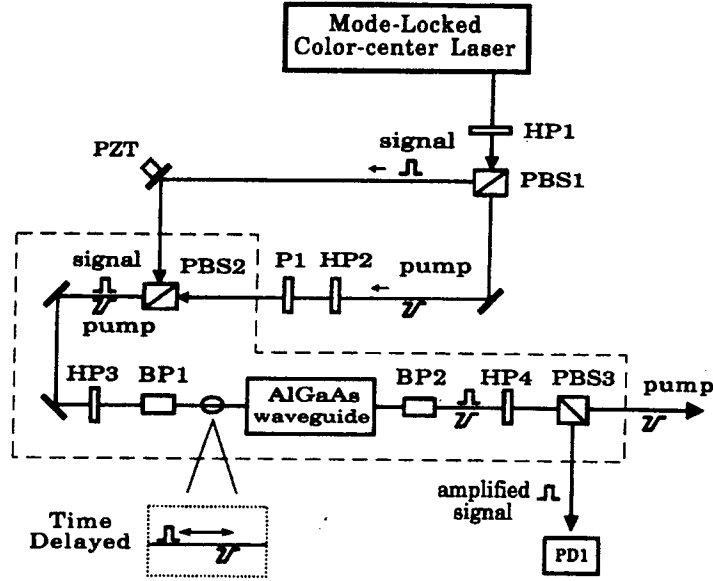 Mode-Locked
Color-center Laser
HP1
signal
PZT
PBS1
signal
PBS2
P1 HP2
pump
pump
HP3
BP1
AlGaAs
waveguide
BP2
HP4
PBS3
pump
amplified
signal
Time
Delayed
PD1